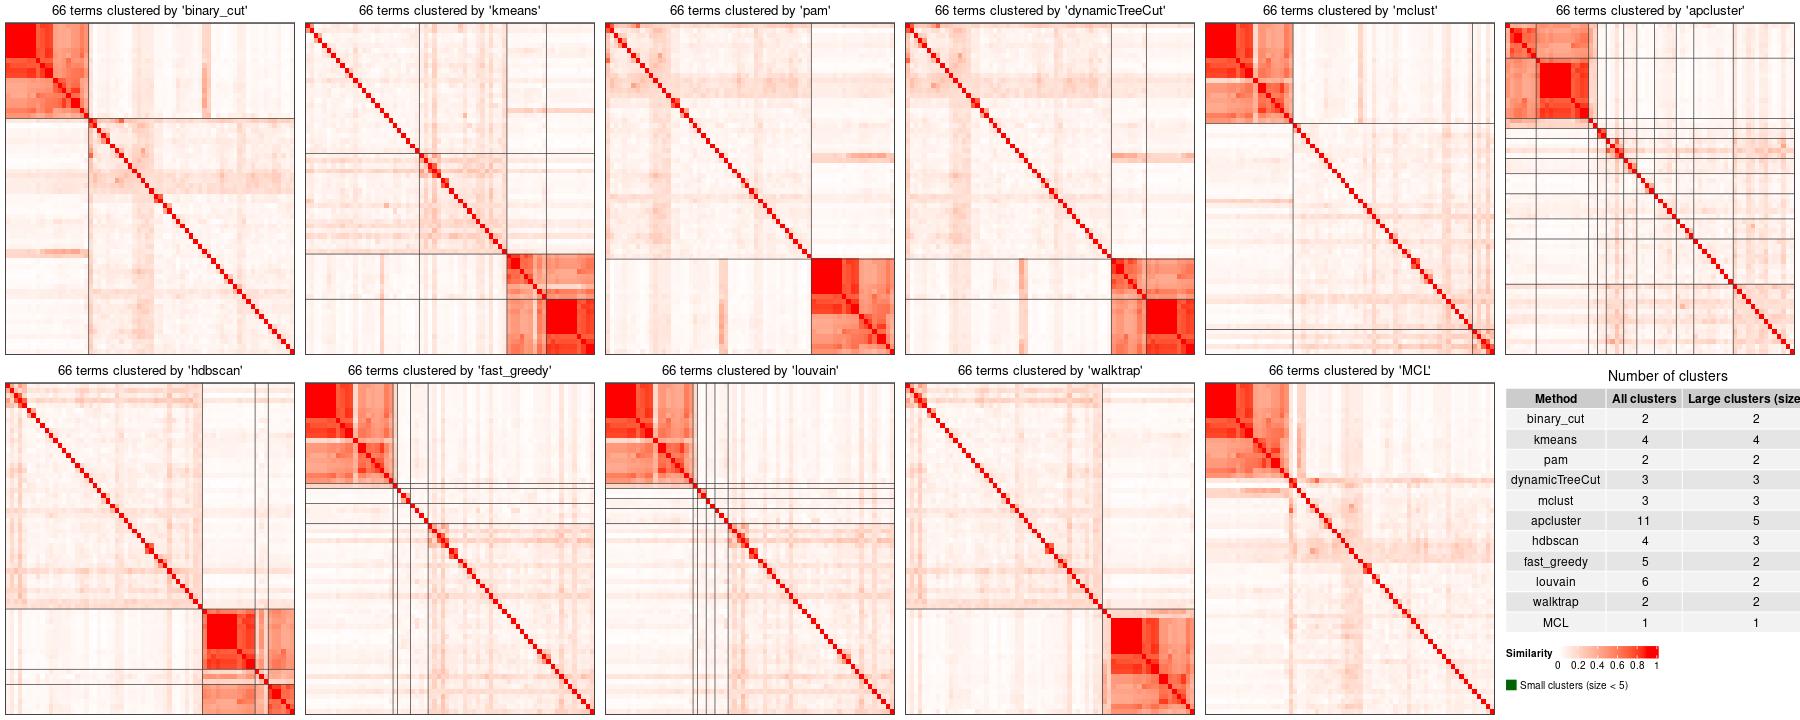 66 terms clustered by 'binary_cut'
66 terms clustered by 'kmeans'
66 terms clustered by 'pam'
66 terms clustered by 'dynamicTreeCut'
66 terms clustered by 'mclust'
66 terms clustered by 'apcluster'
66 terms clustered by 'hdbscan'
66 terms clustered by 'fast_greedy'
66 terms clustered by 'louvain'
66 terms clustered by 'walktrap'
66 terms clustered by 'MCL'
Number of clusters
Method All clusters Large clusters (size
binary_cut 2 2
kmeans 4 4
pam 2 2
dynamicTreeCut 3 3
mclust 3 3
apcluster 11 5
hdbscan 4 3
fast_greedy 5 2
louvain 6 2
walktrap 2 2
MCL 1 1
Similarity
0 0.2 0.4 0.6 0.8 1
Small clusters (size < 5)